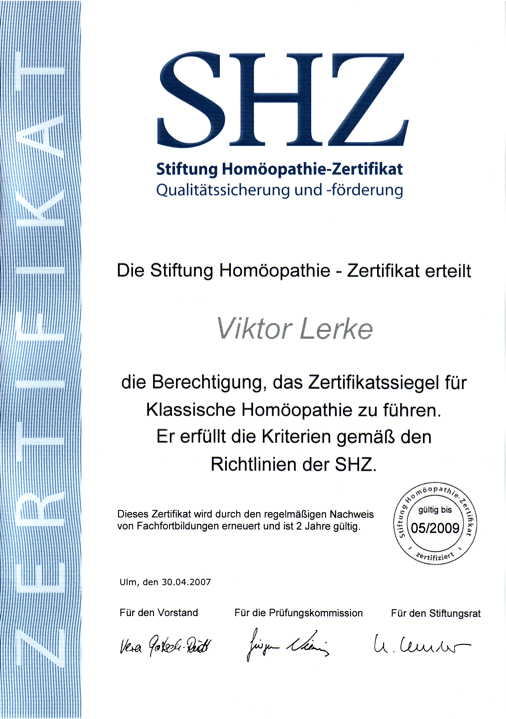 ZERTIFIKAT
SHZ
Stiftung Homöopathie-Zertifikat
Qualitätssicherung und -förderung
Die Stiftung Homöopathie - Zertifikat erteilt
Viktor Lerke
die Berechtigung, das Zertifikatssiegel für
Klassische Homöopathie zu führen.
Er erfüllt die Kriterien gemäß den
Richtlinien der SHZ.
Dieses Zertifikat wird durch den regelmäßigen Nachweis
von Fachfortbildungen erneuert und ist 2 Jahre gültig.
Stiftung Homöopathie-Zertifikat
gültig bis
05/2009
zertifiziert
Ulm, den 30.04.2007
Für den Vorstand
Für die Prüfungskommission
Für den Stiftungsrat
Vera
Jürgen